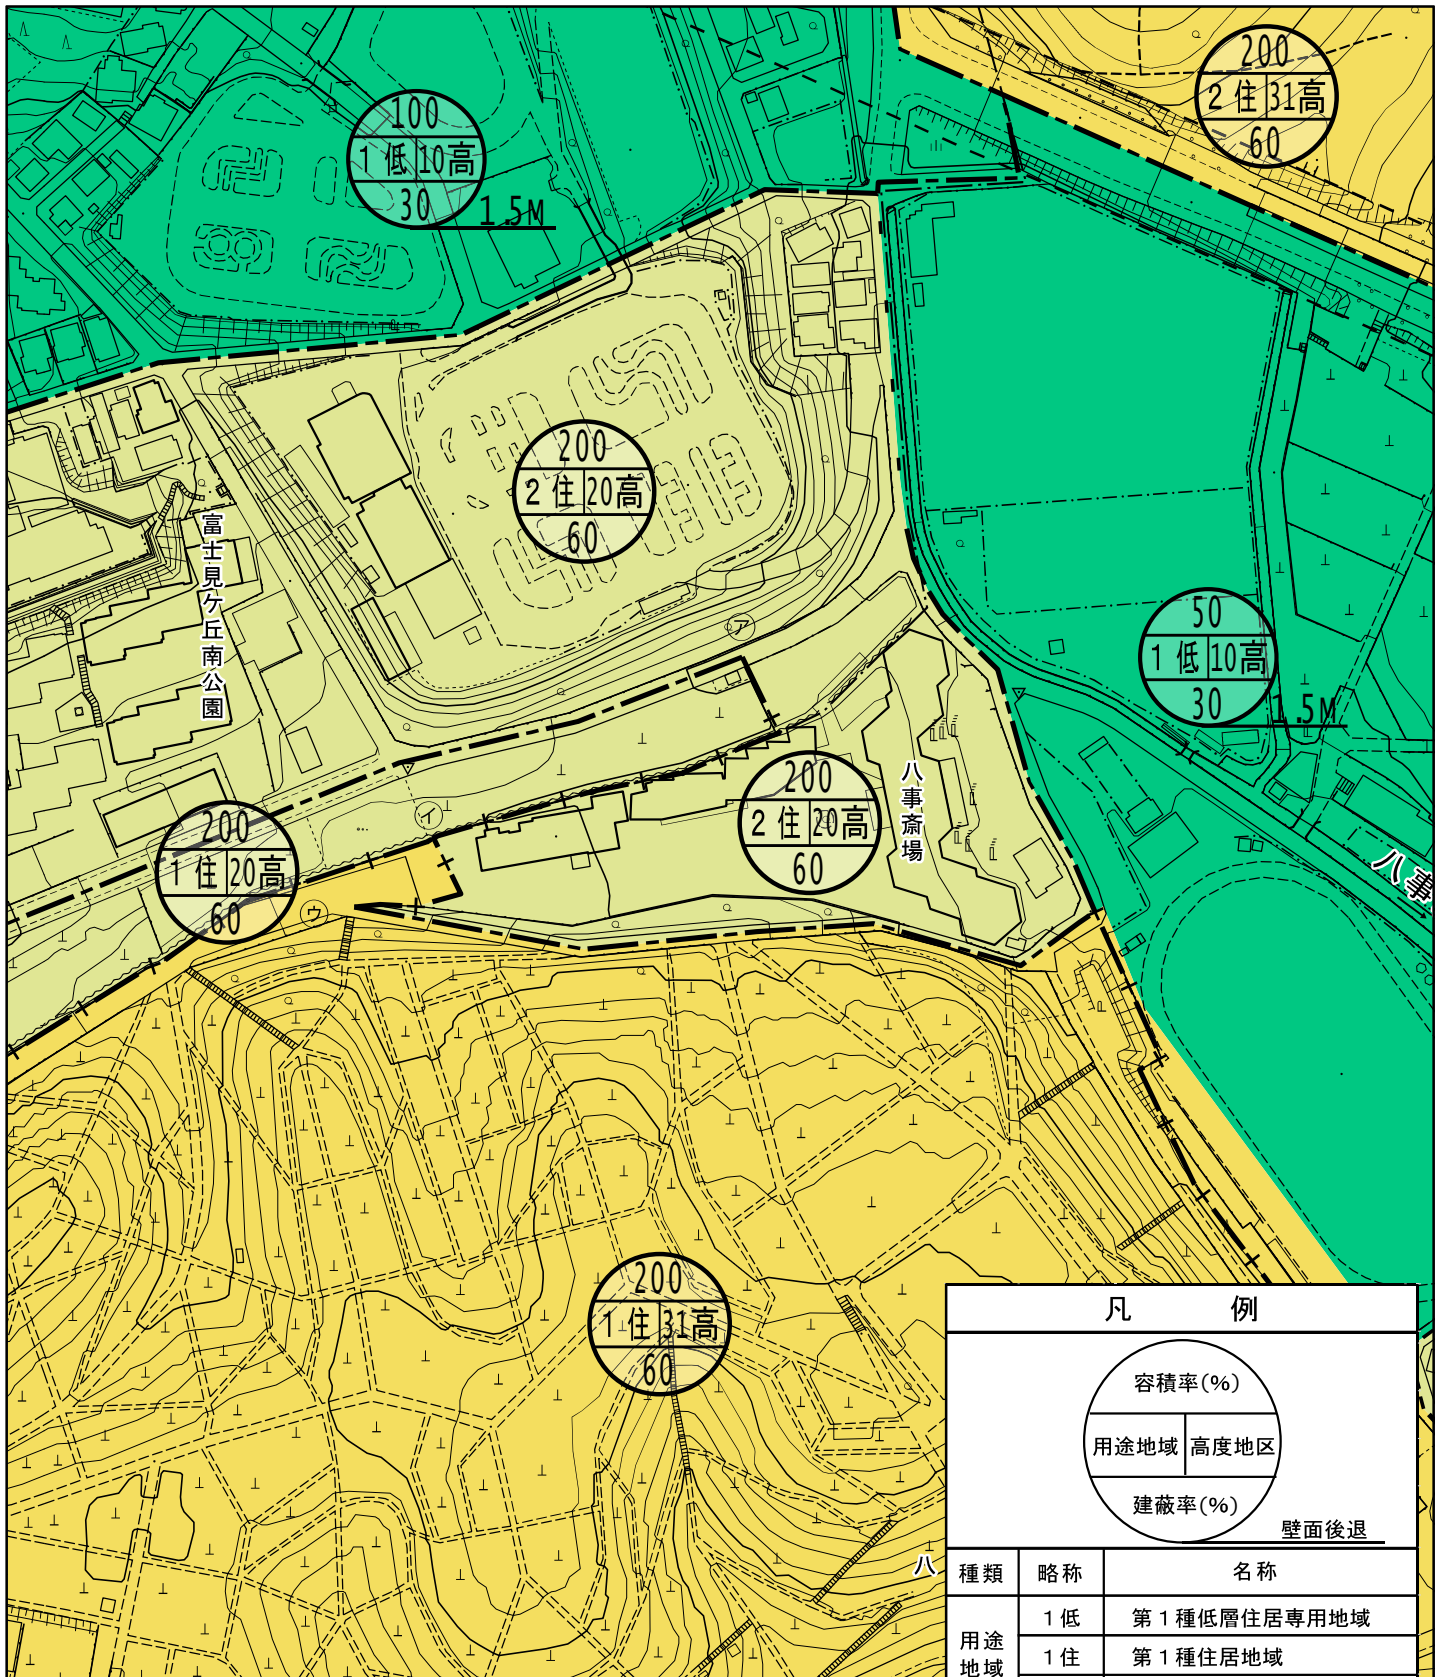 200
2住 31高
60
100
1低 10高
30
1.5M
200
2住 20高
60
富士見ケ丘南公園
ア
50
1低 10高
30
1.5M
200
2住 20高
60
八事斎場
イ
200
1住 20高
60
ウ
八事
200
1住 31高
60
八
凡 例
容積率(%)
用途地域 高度地区
建蔽率(%)
壁面後退
種類 略称 名称
用途地域
1低 第1種低層住居専用地域
1住 第1種住居地域